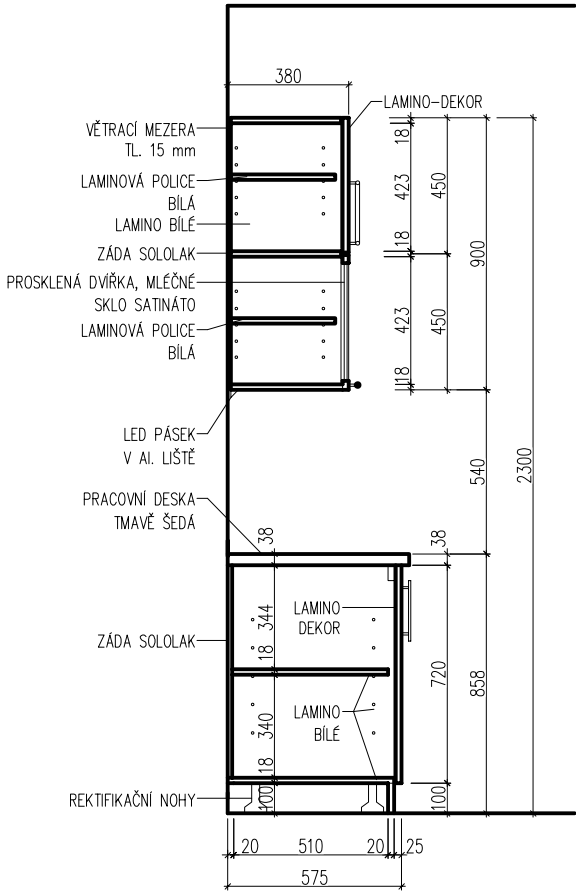 380
LAMINO-DEKOR
VĚTRACÍ MEZERA
TL. 15 mm
LAMINOVÁ POLICE
BÍLÁ
LAMINO BÍLÉ
ZÁDA SOLOLAK
PROSKLENÁ DVÍŘKA, MLÉČNÉ
SKLO SATINÁTO
LAMINOVÁ POLICE
BÍLÁ
LED PÁSEK
V Al. LIŠTĚ
18
423
18
423
18
450
450
900
540
2300
PRACOVNÍ DESKA
TMAVĚ ŠEDÁ
38
38
344
LAMINO
DEKOR
ZÁDA SOLOLAK
18
720
858
340
LAMINO
BÍLÉ
18
100
100
REKTIFIKAČNÍ NOHY
20
510
20
25
575